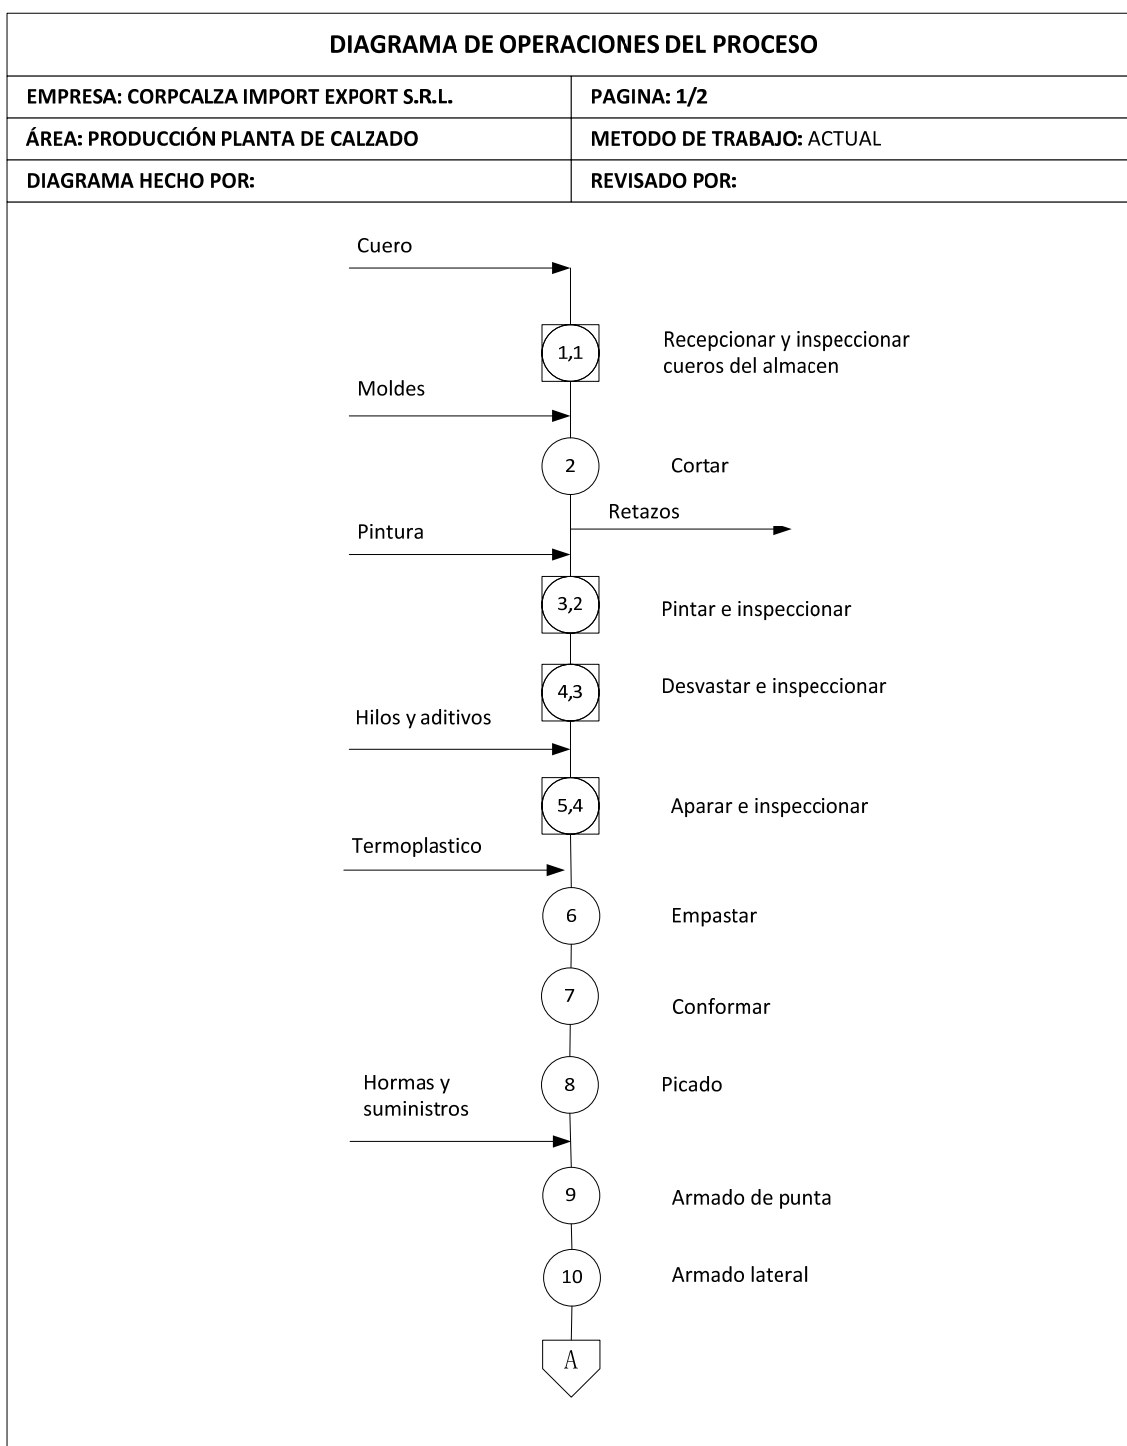 DIAGRAMA DE OPERACIONES DEL PROCESO
EMPRESA: CORPCALZA IMPORT EXPORT S.R.L.
PAGINA: 1/2
ÁREA: PRODUCCIÓN PLANTA DE CALZADO
METODO DE TRABAJO: ACTUAL
DIAGRAMA HECHO POR:
REVISADO POR:
Cuero
1,1
Recepcionar y inspeccionar
cueros del almacen
Moldes
2
Cortar
Retazos
Pintura
3,2
Pintar e inspeccionar
4,3
Desvastar e inspeccionar
Hilos y aditivos
5,4
Aparar e inspeccionar
Termoplastico
6
Empastar
7
Conformar
8
Picado
Hormas y
suministros
9
Armado de punta
10
Armado lateral
A